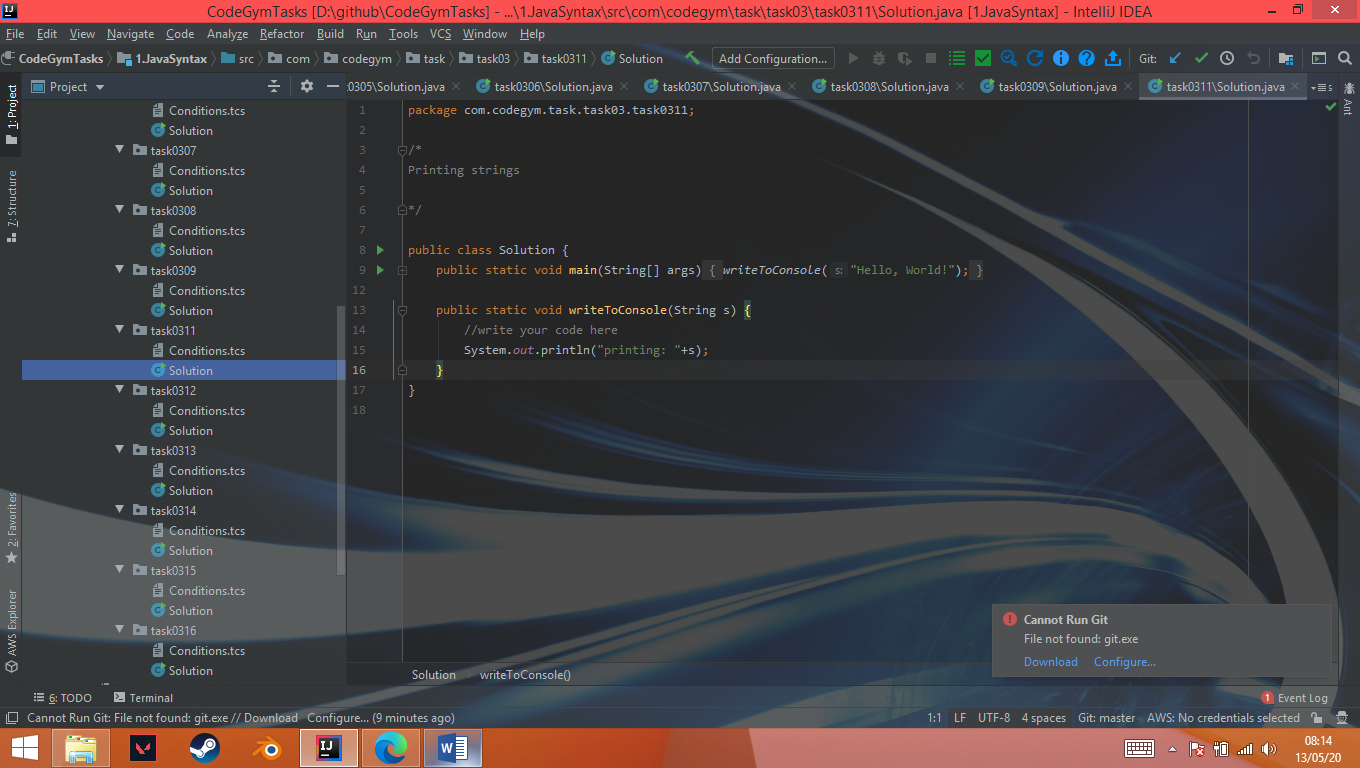 CodeGymTasks [D:\github\CodeGymTasks] - ...\1.JavaSyntax\src\com\codegym\task\task03\task0311\Solution.java [1.JavaSyntax] - IntelliJ IDEA
File Edit View Navigate Code Analyze Refactor Build Run Tools VCS Window Help
CodeGymTasks 1.JavaSyntax src com codegym task task03 task0311 Solution Add Configuration... Git:
Project :0305\Solution.java task0306\Solution.java task0307\Solution.java task0308\Solution.java task0309\Solution.java task0311\Solution.java
1: Project
7: Structure
2: Favorites
AWS Explorer
Ant
Conditions.tcs
Solution
task0307
Conditions.tcs
Solution
task0308
Conditions.tcs
Solution
task0309
Conditions.tcs
Solution
task0311
Conditions.tcs
Solution
task0312
Conditions.tcs
Solution
task0313
Conditions.tcs
Solution
task0314
Conditions.tcs
Solution
task0315
Conditions.tcs
Solution
task0316
Conditions.tcs
Solution
1 package com.codegym.task.task03.task0311;
2
3 /*
4 Printing strings
5
6 */
7
8 public class Solution {
9 public static void main(String[] args) { writeToConsole( s: "Hello, World!"); }
12
13 public static void writeToConsole(String s) {
14 //write your code here
15 System.out.println("printing: "+s);
16 }
17 }
18
Cannot Run Git
File not found: git.exe
Download Configure...
Solution writeToConsole()
6: TODO Terminal 1 Event Log
Cannot Run Git: File not found: git.exe // Download Configure... (9 minutes ago) 1:1 LF UTF-8 4 spaces Git: master AWS: No credentials selected
08:14
13/05/20